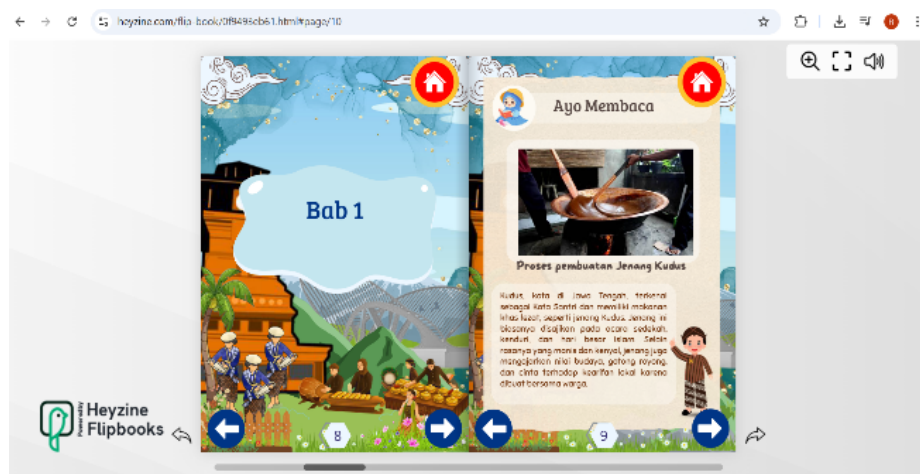 heyzine.com/flip-book/0f9498cb61.html#page/10
Bab 1
8
Ayo Membaca
Proses pembuatan Jenang Kudus
Kudus, kota di Jawa Tengah, terkenal
sebagai Kota Santri dan memiliki makanan
khas lezat, seperti jenang Kudus. Jenang ini
biasanya disajikan pada acara sedekah,
kenduri, dan hari besar Islam. Selain
rasanya yang manis dan kenyal, jenang juga
mengajarkan nilai budaya, gotong royong,
dan cinta terhadap kearifan lokal karena
dibuat bersama warga.
9
Heyzine
Flipbooks